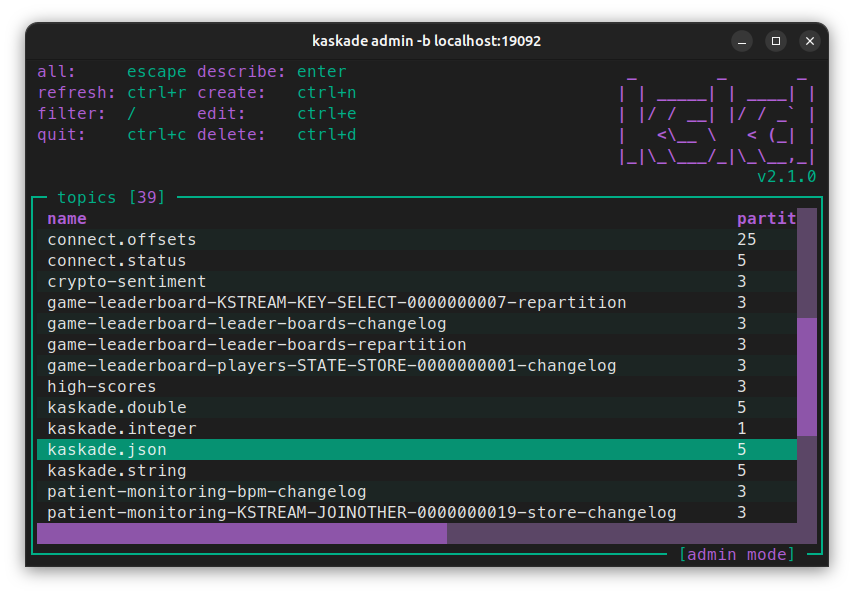 kaskade admin -b localhost:19092
all: escape describe: enter
refresh: ctrl+r create: ctrl+n
filter: / edit: ctrl+e
quit: ctrl+c delete: ctrl+d
v2.1.0
topics [39]
name partit
connect.offsets 25
connect.status 5
crypto-sentiment 3
game-leaderboard-KSTREAM-KEY-SELECT-0000000007-repartition 3
game-leaderboard-leader-boards-changelog 3
game-leaderboard-leader-boards-repartition 3
game-leaderboard-players-STATE-STORE-0000000001-changelog 3
high-scores 3
kaskade.double 5
kaskade.integer 1
kaskade.json 5
kaskade.string 5
patient-monitoring-bpm-changelog 3
patient-monitoring-KSTREAM-JOINOTHER-0000000019-store-changelog 3
[admin mode]